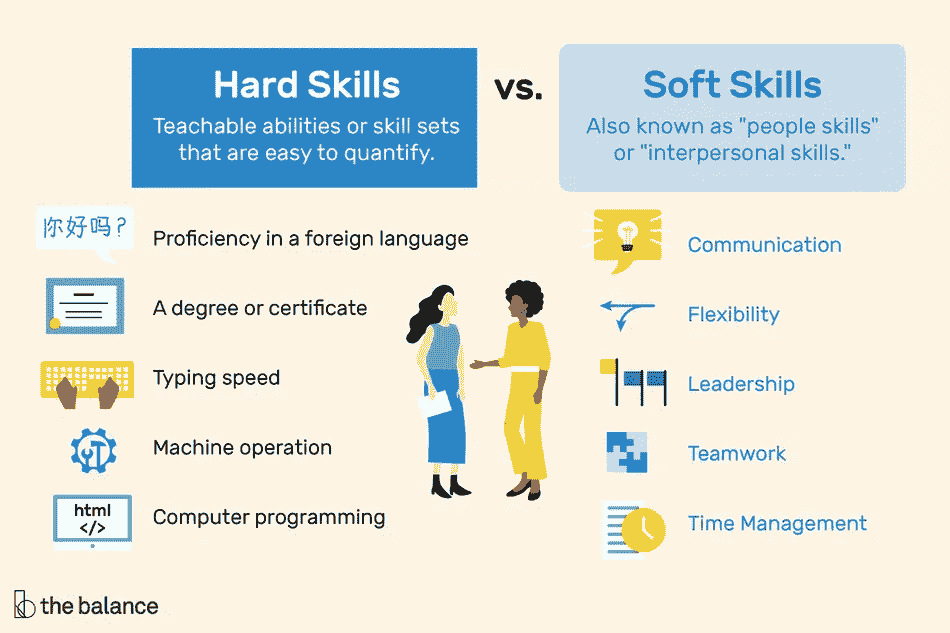 Hard Skills
Teachable abilities or skill sets
that are easy to quantify.
vs.
Soft Skills
Also known as "people skills"
or "interpersonal skills."
你好吗?
Proficiency in a foreign language
A degree or certificate
Typing speed
Machine operation
html
</>
Computer programming
Communication
Flexibility
Leadership
Teamwork
Time Management
the balance